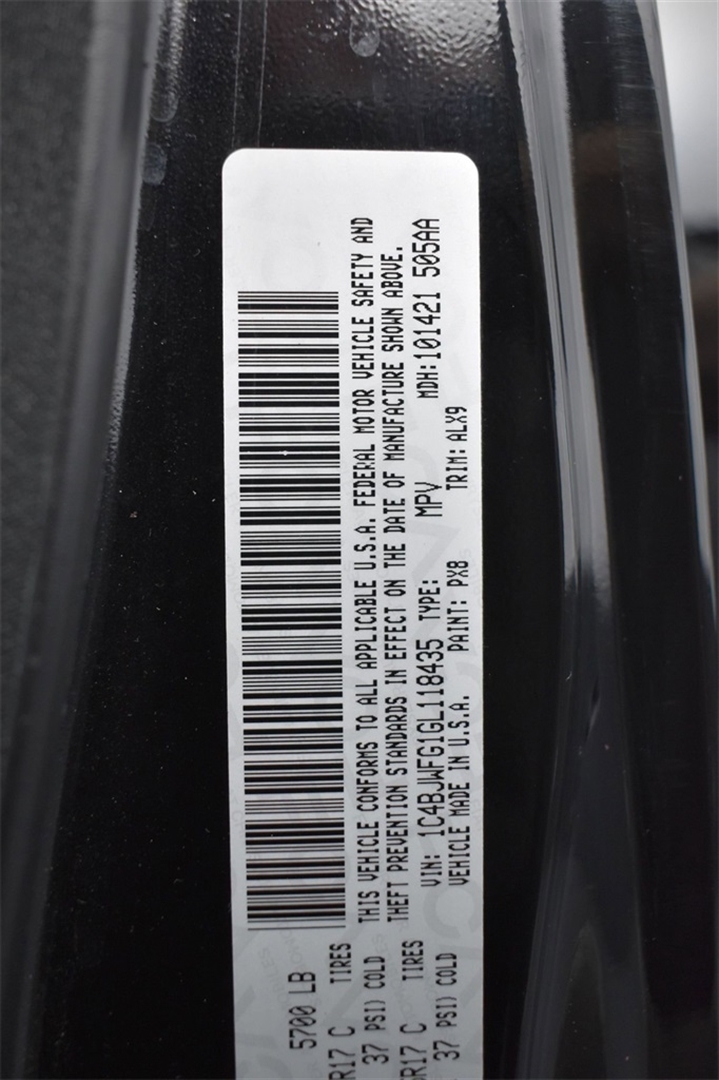 5700 LB
R17 C TIRES
37 PSI) COLD
R17 C TIRES
37 PSI) COLD
THIS VEHICLE CONFORMS TO ALL APPLICABLE U.S.A. FEDERAL MOTOR VEHICLE SAFETY AND
THEFT PREVENTION STANDARDS IN EFFECT ON THE DATE OF MANUFACTURE SHOWN ABOVE.
VIN: 1C4BJWFG1GL118435 TYPE: MPV MDH:101421 505AA
VEHICLE MADE IN U.S.A. PAINT: PX8 TRIM: ALX9